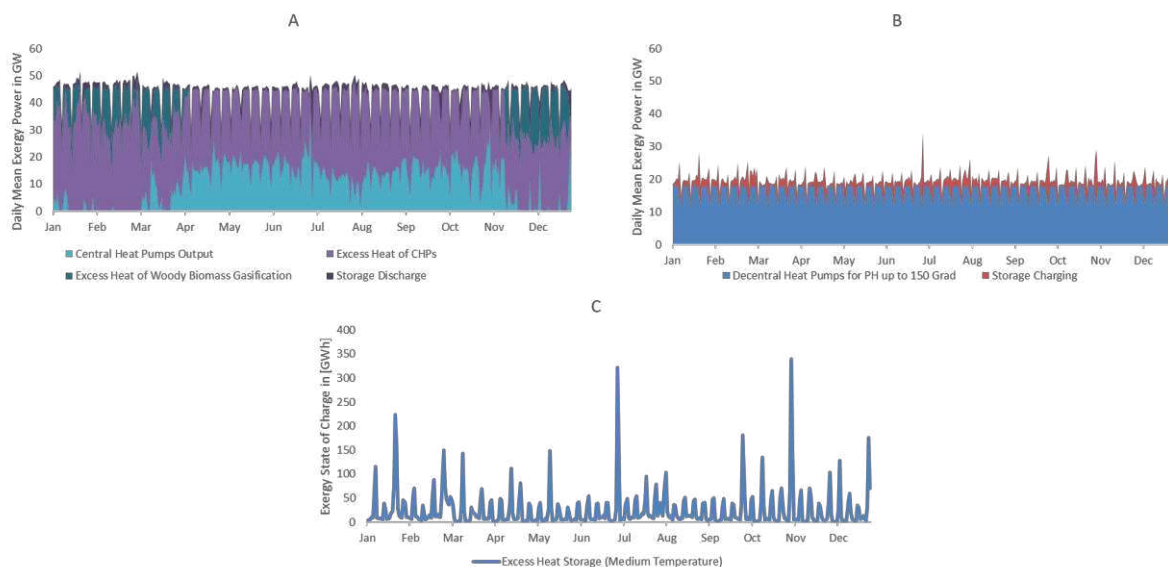 A
Daily Mean Exergy Power in GW
60
50
40
30
20
10
0
Jan Feb Mar Apr May Jun Jul Aug Sep Oct Nov Dec
Central Heat Pumps Output Excess Heat of CHPs
Excess Heat of Woody Biomass Gasification Storage Discharge
B
Daily Mean Exergy Power in GW
60
50
40
30
20
10
0
Jan Feb Mar Apr May Jun Jul Aug Sep Oct Nov Dec
Decentral Heat Pumps for PH up to 150 Grad Storage Charging
C
Exergy State of Charge in [GWh]
400
350
300
250
200
150
100
50
0
Jan Feb Mar Apr May Jun Jul Aug Sep Oct Nov Dec
Excess Heat Storage (Medium Temperature)